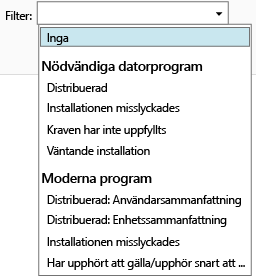 Filter:
Inga
Nödvändiga datorprogram
Distribuerad
Installationen misslyckades
Kraven har inte uppfyllts
Väntande installation
Moderna program
Distribuerad: Användarsammanfattning
Distribuerad: Enhetssammanfattning
Installationen misslyckades
Har upphört att gälla/upphör snart att ...